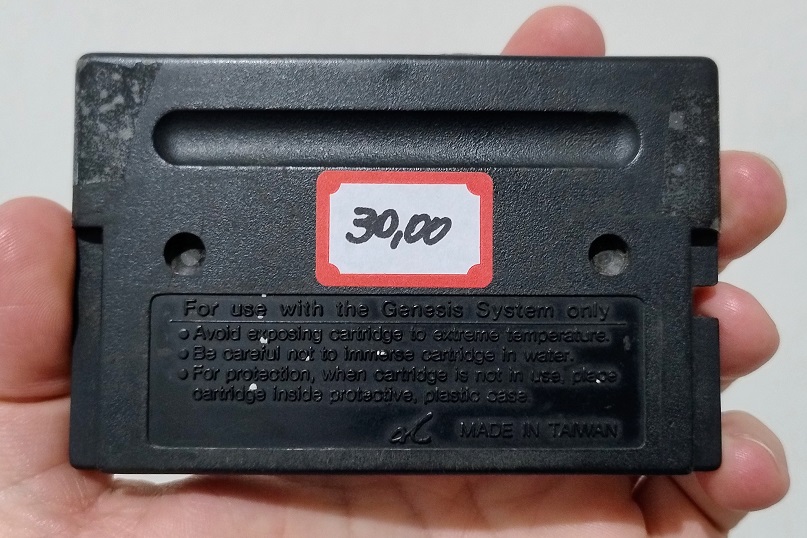 30,00
For use with the Genesis System only
• Avoid exposing cartridge to extreme temperature.
• Be careful not to immerse cartridge in water.
• For protection, when cartridge is not in use, place
cartridge inside protective, plastic case.
MADE IN TAIWAN